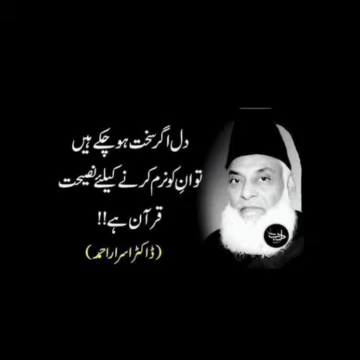 دل اگر سخت ہو چکے ہیں
تو ان کو نرم کرنے کیلئے نصیحت
قرآن ہے!!
(ڈاکٹر اسرار احمد)